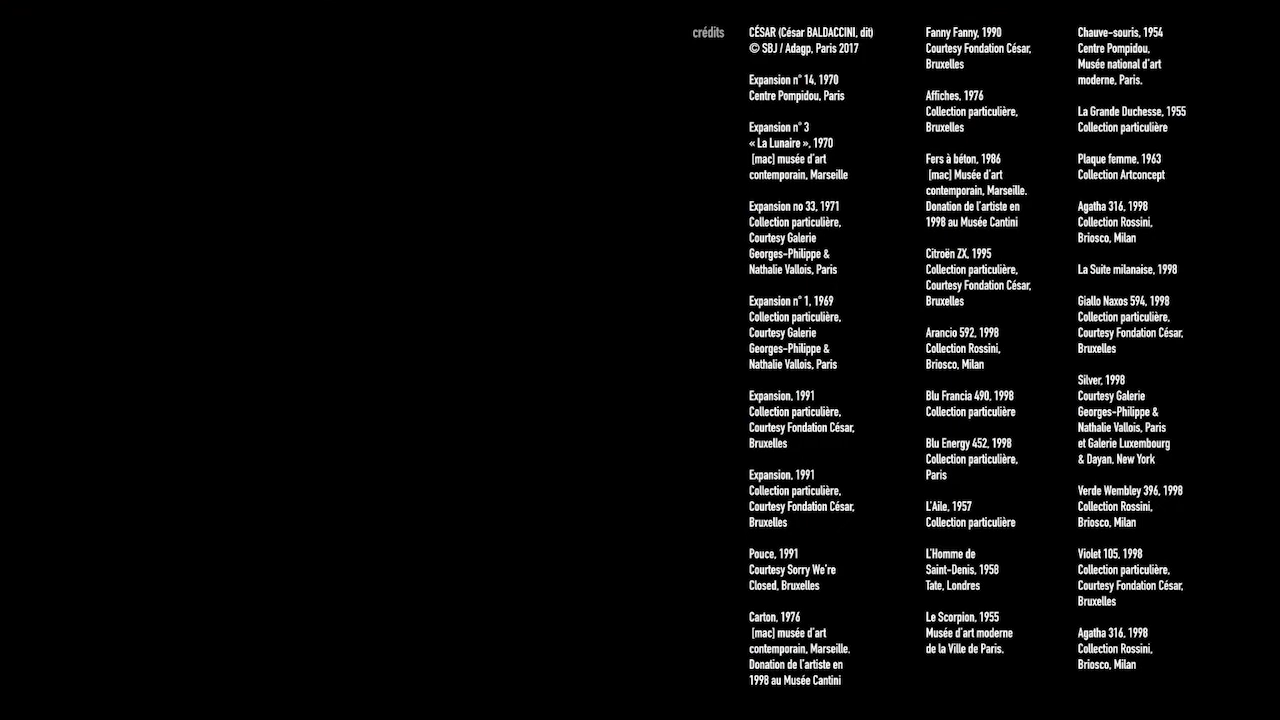 crédits
CÉSAR (César BALDACCINI, dit)
© SBJ / Adagp, Paris 2017
Expansion n° 14, 1970
Centre Pompidou, Paris
Expansion n° 3
« La Lunaire », 1970
[mac] musée d'art
contemporain, Marseille
Expansion no 33, 1971
Collection particulière,
Courtesy Galerie
Georges-Philippe &
Nathalie Vallois, Paris
Expansion n° 1, 1969
Collection particulière,
Courtesy Galerie
Georges-Philippe &
Nathalie Vallois, Paris
Expansion, 1991
Collection particulière,
Courtesy Fondation César,
Bruxelles
Expansion, 1991
Collection particulière,
Courtesy Fondation César,
Bruxelles
Pouce, 1991
Courtesy Sorry We're
Closed, Bruxelles
Carton, 1976
[mac] musée d'art
contemporain, Marseille.
Donation de l'artiste en
1998 au Musée Cantini
Fanny Fanny, 1990
Courtesy Fondation César,
Bruxelles
Affiches, 1976
Collection particulière,
Bruxelles
Fers à béton, 1986
[mac] Musée d'art
contemporain, Marseille.
Donation de l'artiste en
1998 au Musée Cantini
Citroën ZX, 1995
Collection particulière,
Courtesy Fondation César,
Bruxelles
Arancio 592, 1998
Collection Rossini,
Briosco, Milan
Blu Francia 490, 1998
Collection particulière
Blu Energy 452, 1998
Collection particulière,
Paris
L'Aile, 1957
Collection particulière
L'Homme de
Saint-Denis, 1958
Tate, Londres
Le Scorpion, 1955
Musée d'art moderne
de la Ville de Paris.
Chauve-souris, 1954
Centre Pompidou,
Musée national d'art
moderne, Paris.
La Grande Duchesse, 1955
Collection particulière
Plaque femme, 1963
Collection Artconcept
Agatha 316, 1998
Collection Rossini,
Briosco, Milan
La Suite milanaise, 1998
Giallo Naxos 594, 1998
Collection particulière,
Courtesy Fondation César,
Bruxelles
Silver, 1998
Courtesy Galerie
Georges-Philippe &
Nathalie Vallois, Paris
et Galerie Luxembourg
& Dayan, New York
Verde Wembley 396, 1998
Collection Rossini,
Briosco, Milan
Violet 105, 1998
Collection particulière,
Courtesy Fondation César,
Bruxelles
Agatha 316, 1998
Collection Rossini,
Briosco, Milan